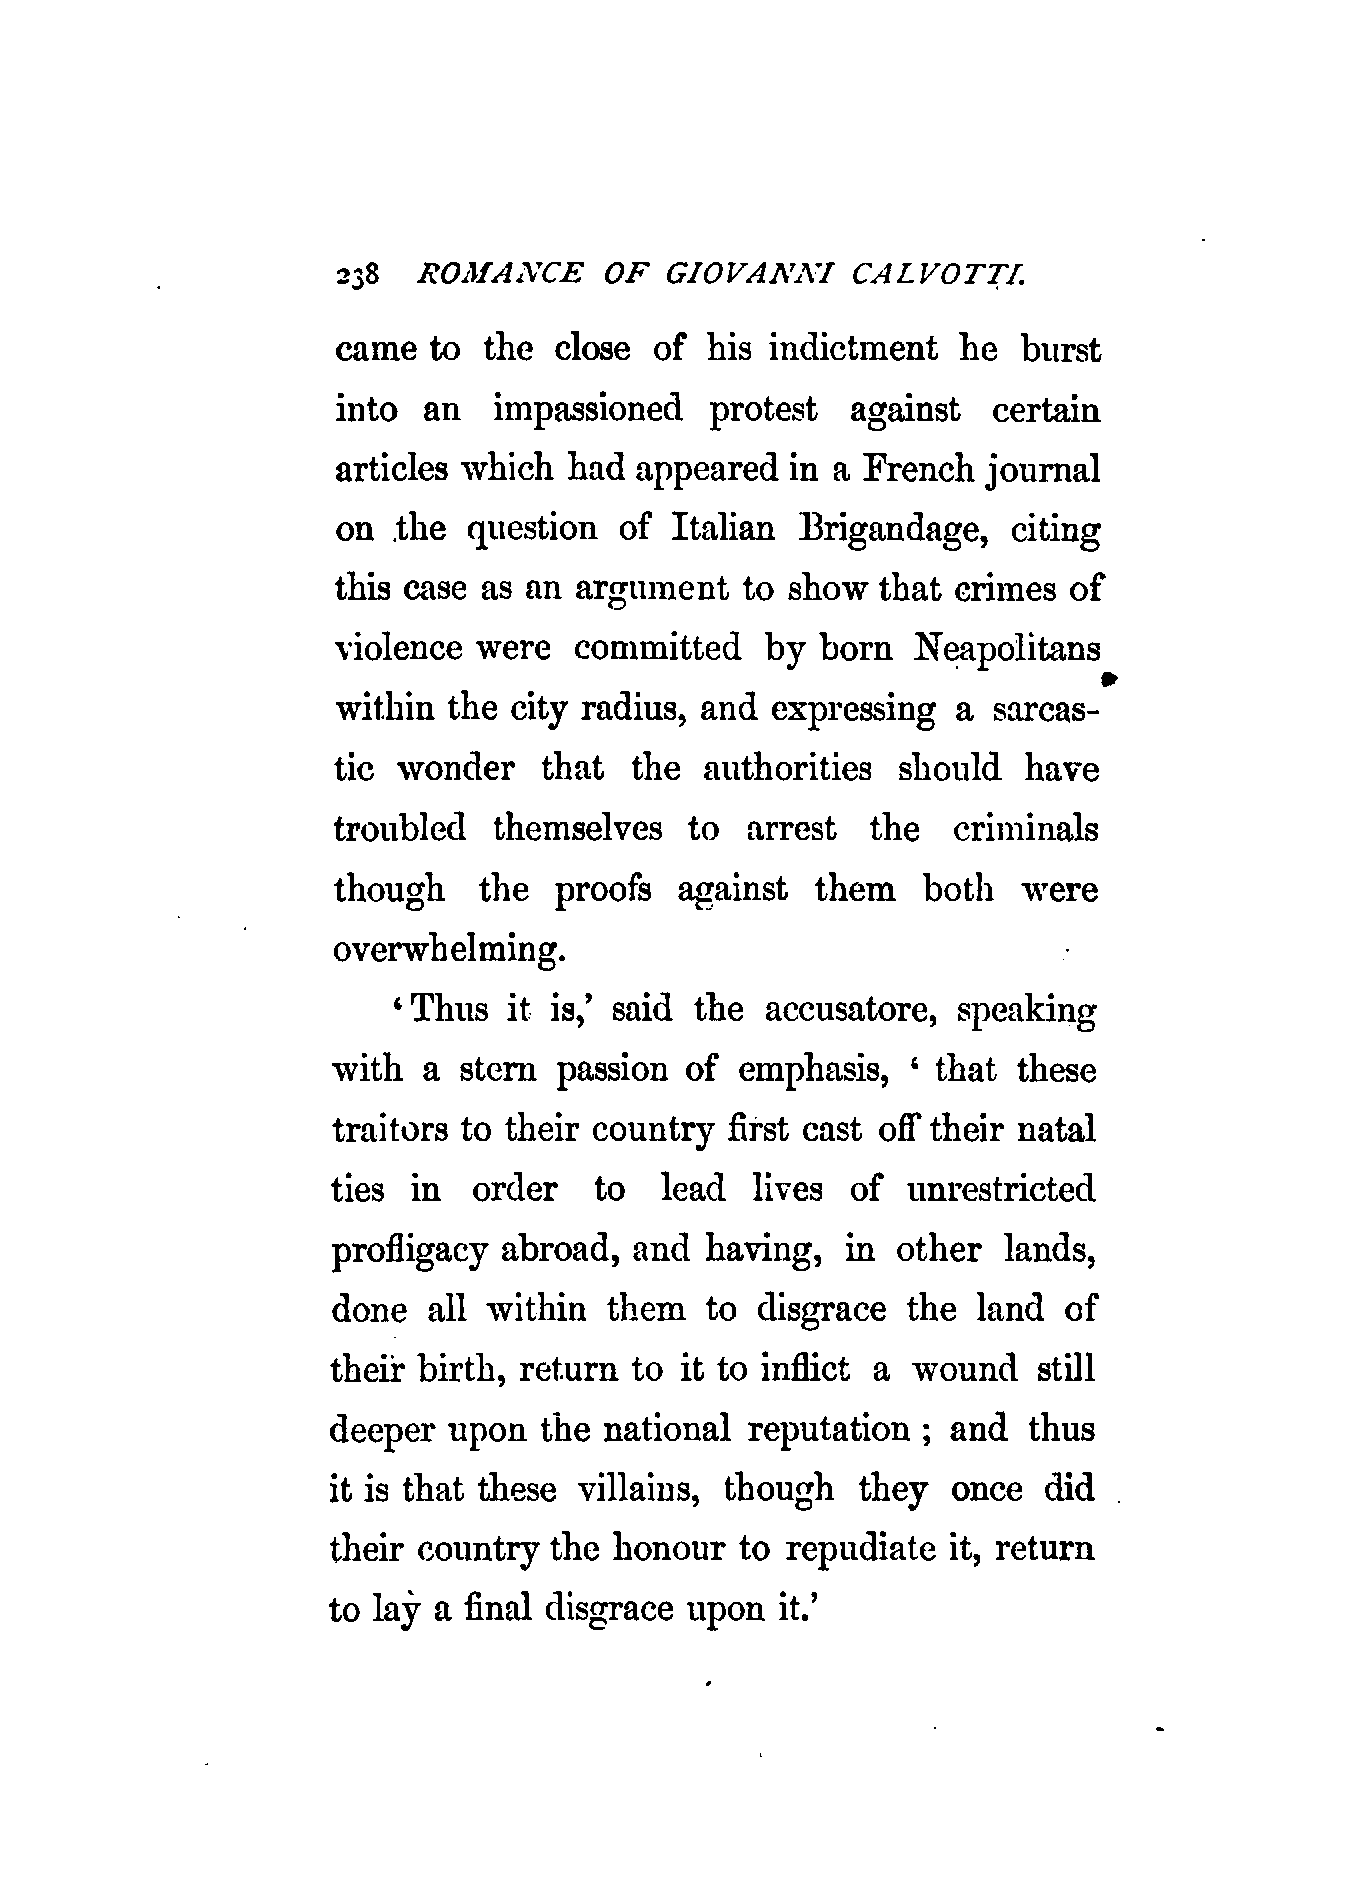 238 ROMANCE OF GIOVANNI CALVOTTI.
came to the close of his indictment he burst
into an impassioned protest against certain
articles which had appeared in a French journal
on the question of Italian Brigandage, citing
this case as an argument to show that crimes of
violence were committed by born Neapolitans
within the city radius, and expressing a sarcas-
tic wonder that the authorities should have
troubled themselves to arrest the criminals
though the proofs against them both were
overwhelming.
‘Thus it is,’ said the accusatore, speaking
with a stern passion of emphasis, ‘ that these
traitors to their country first cast off their natal
ties in order to lead lives of unrestricted
profligacy abroad, and having, in other lands,
done all within them to disgrace the land of
their birth, return to it to inflict a wound still
deeper upon the national reputation ; and thus
it is that these villains, though they once did
their country the honour to repudiate it, return
to lay a final disgrace upon it.’